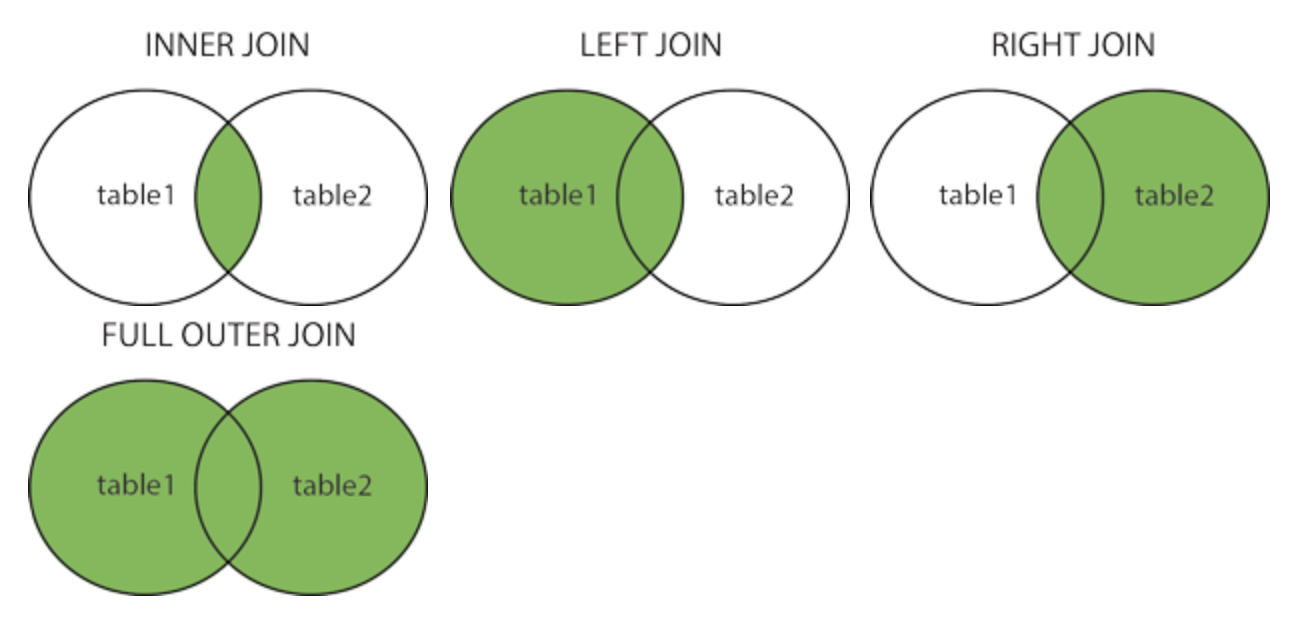 INNER JOIN
LEFT JOIN
RIGHT JOIN
table1
table2
table1
table2
table1
table2
FULL OUTER JOIN
table1
table2